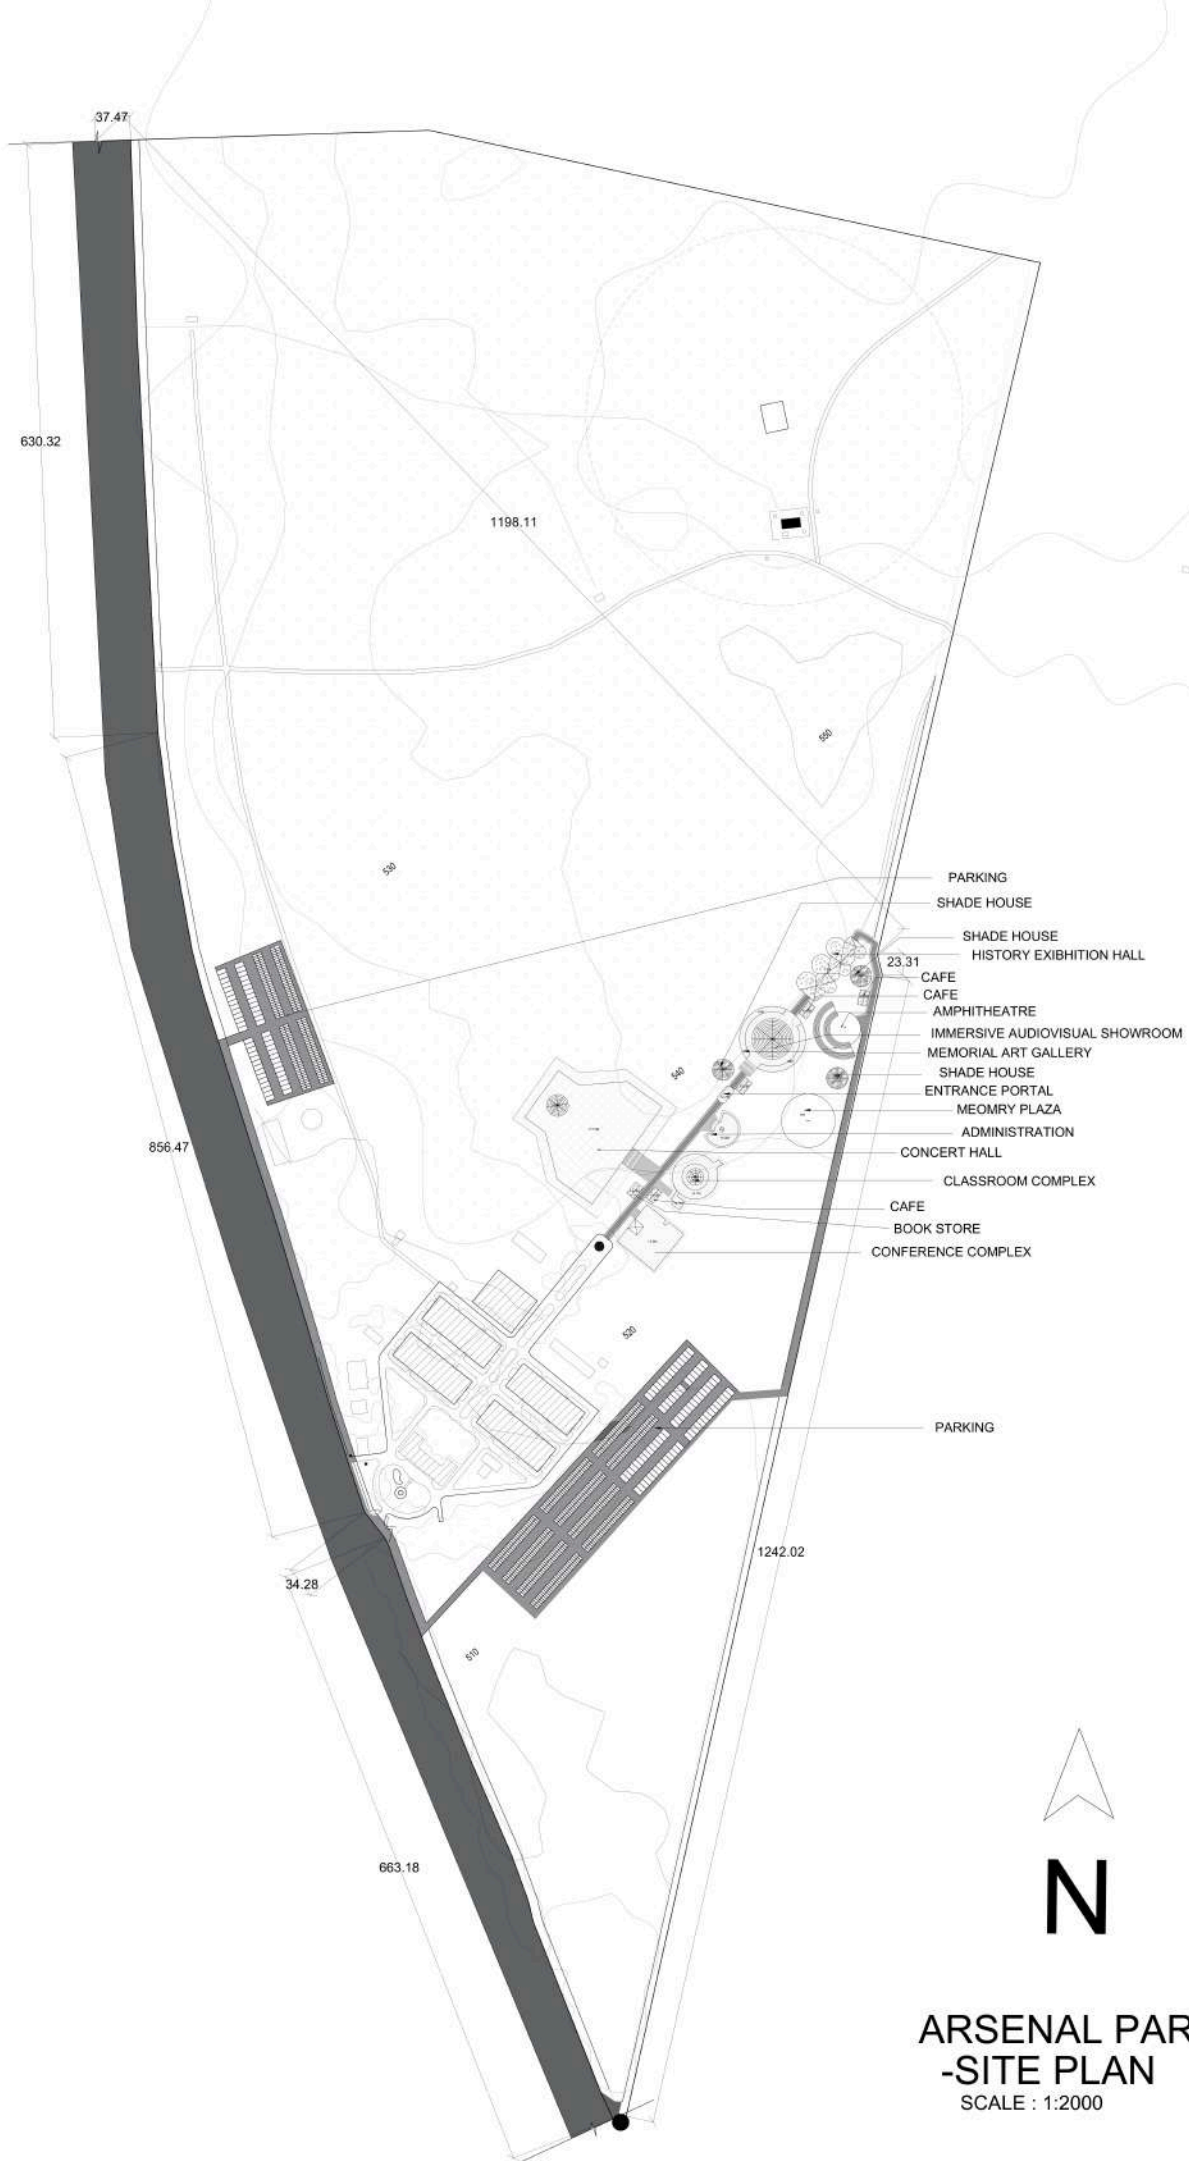 37.47
630.32
1198.11
550
530
PARKING
SHADE HOUSE
SHADE HOUSE
HISTORY EXIBHITION HALL
23.31
CAFE
CAFE
AMPHITHEATRE
IMMERSIVE AUDIOVISUAL SHOWROOM
MEMORIAL ART GALLERY
540
SHADE HOUSE
ENTRANCE PORTAL
MEOMRY PLAZA
ADMINISTRATION
856.47
CONCERT HALL
CLASSROOM COMPLEX
CAFE
BOOK STORE
CONFERENCE COMPLEX
520
PARKING
1242.02
34.28
510
663.18
N
ARSENAL PAR
-SITE PLAN
SCALE : 1:2000